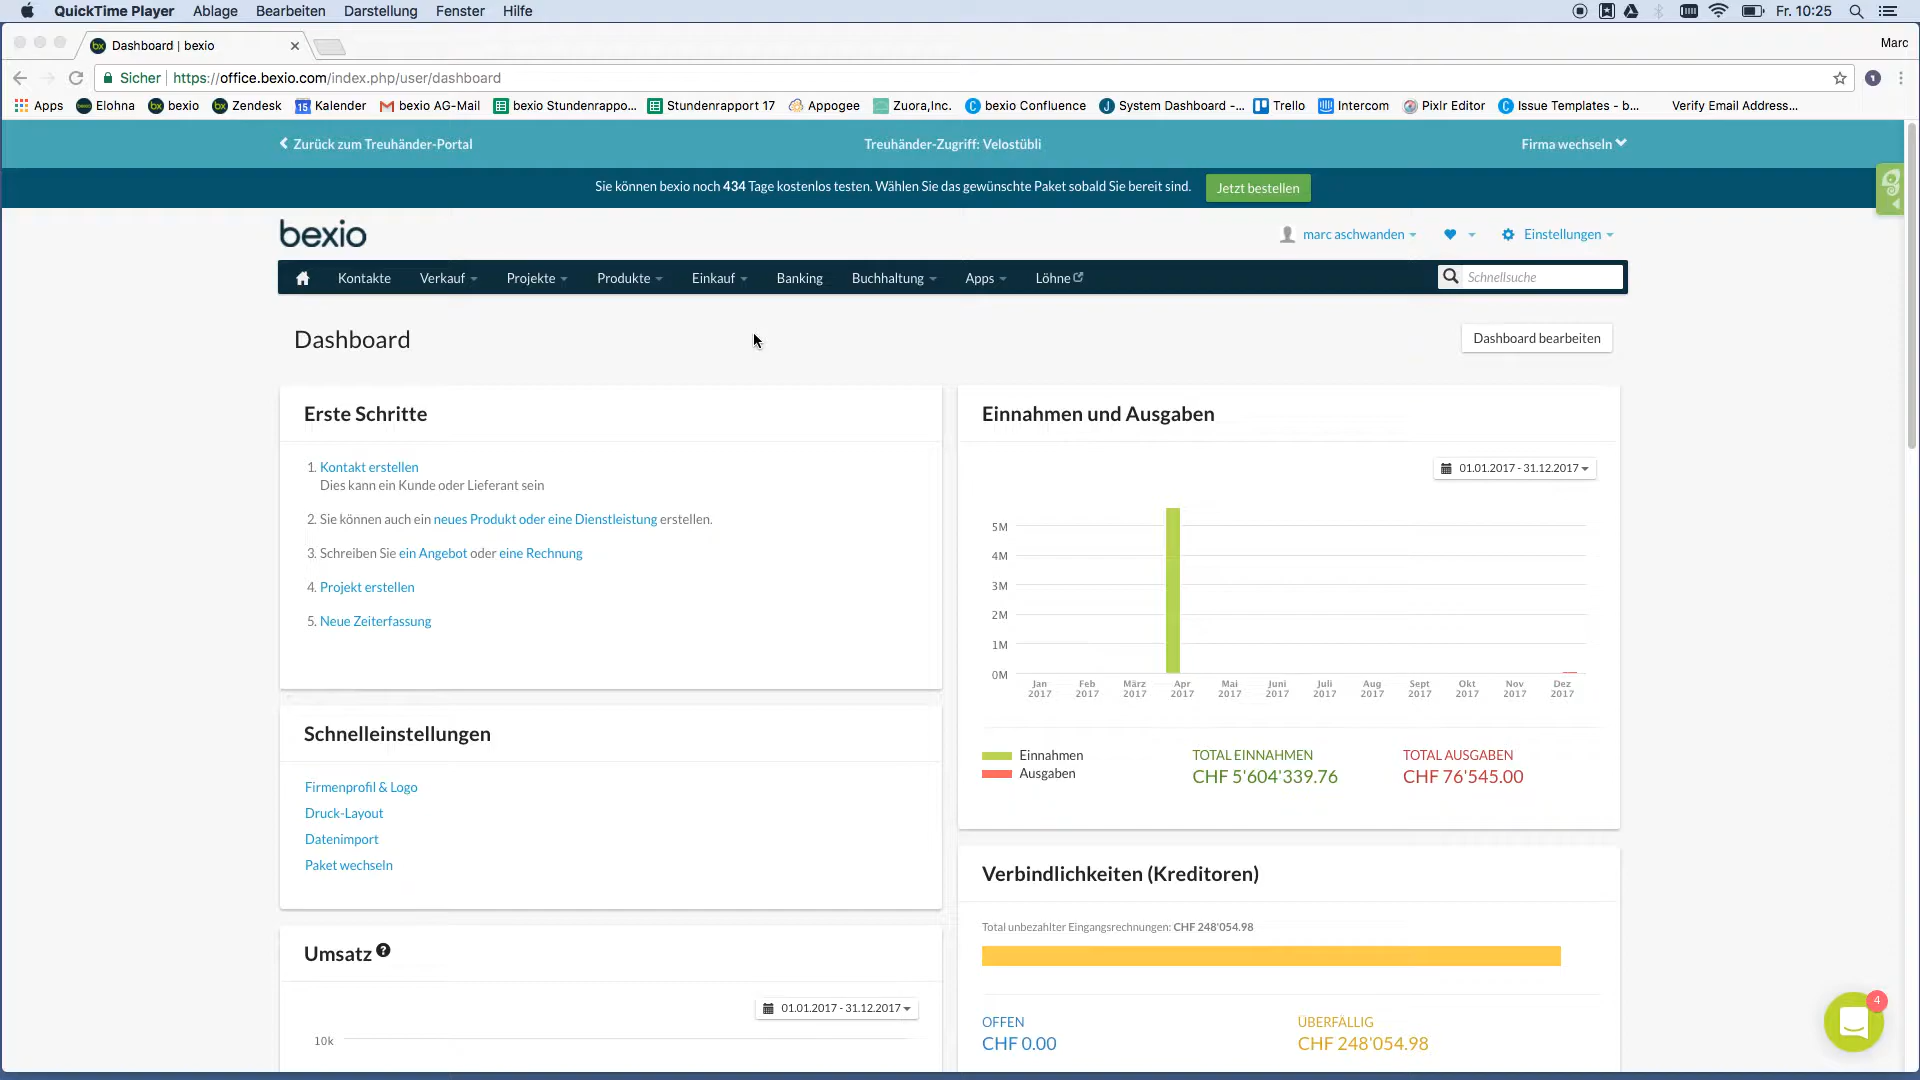 QuickTime Player Ablage Bearbeiten Darstellung Fenster Hilfe Fr. 10:25
bx Dashboard | bexio Marc
Sicher https://office.bexio.com/index.php/user/dashboard
Apps Elohna bexio Zendesk Kalender bexio AG-Mail bexio Stundenrappo... Stundenrapport 17 Appogee Zuora,Inc. bexio Confluence System Dashboard -... Trello Intercom Pixlr Editor Issue Templates - b... Verify Email Address...
Zurück zum Treuhänder-Portal Treuhänder-Zugriff: Velostübli Firma wechseln
Sie können bexio noch 434 Tage kostenlos testen. Wählen Sie das gewünschte Paket sobald Sie bereit sind. Jetzt bestellen
bexio marc aschwanden Einstellungen
Kontakte Verkauf Projekte Produkte Einkauf Banking Buchhaltung Apps Löhne Schnellsuche
Dashboard Dashboard bearbeiten
Erste Schritte
1. Kontakt erstellen
Dies kann ein Kunde oder Lieferant sein
2. Sie können auch ein neues Produkt oder eine Dienstleistung erstellen.
3. Schreiben Sie ein Angebot oder eine Rechnung
4. Projekt erstellen
5. Neue Zeiterfassung
Schnelleinstellungen
Firmenprofil & Logo
Druck-Layout
Datenimport
Paket wechseln
Umsatz ?
01.01.2017 - 31.12.2017
10k
Einnahmen und Ausgaben
01.01.2017 - 31.12.2017
5M
4M
3M
2M
1M
0M
Jan Feb März Apr Mai Juni Juli Aug Sept Okt Nov Dez
2017 2017 2017 2017 2017 2017 2017 2017 2017 2017 2017 2017
Einnahmen TOTAL EINNAHMEN TOTAL AUSGABEN
Ausgaben CHF 5'604'339.76 CHF 76'545.00
Verbindlichkeiten (Kreditoren)
Total unbezahlter Eingangsrechnungen: CHF 248'054.98
OFFEN ÜBERFÄLLIG
CHF 0.00 CHF 248'054.98
4